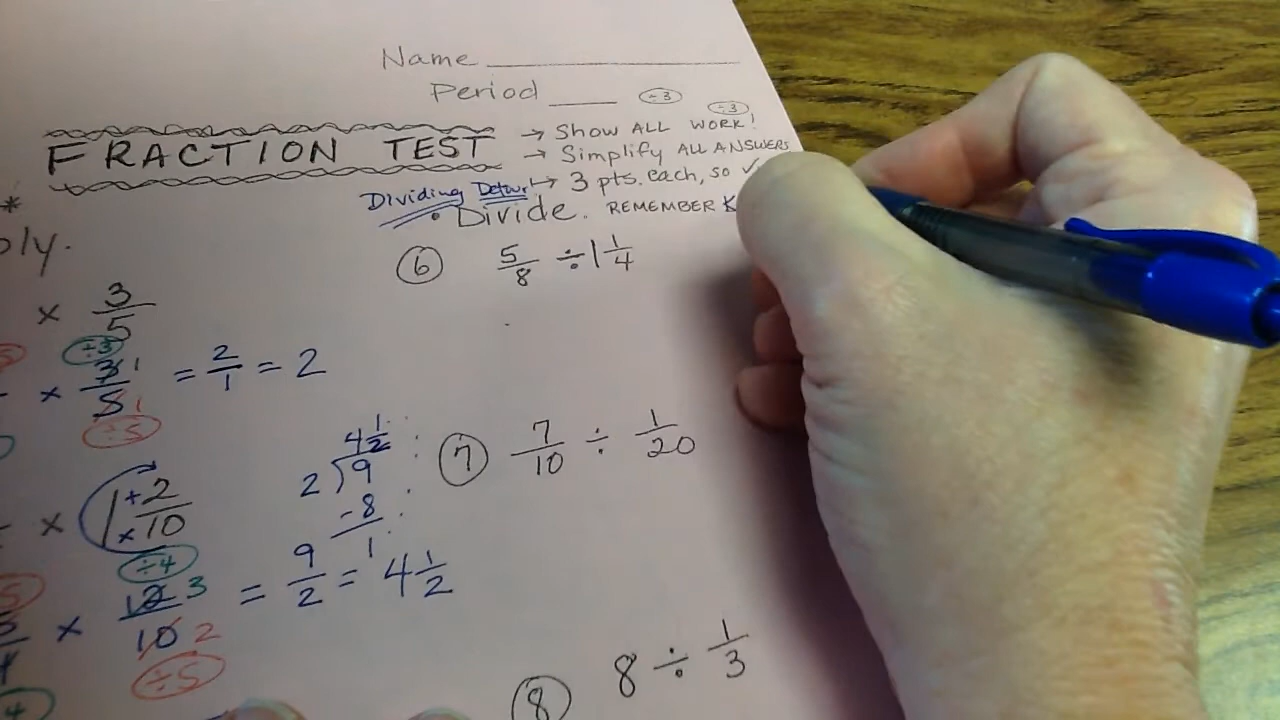 Name
Period
÷3
÷3
FRACTION TEST
→ Show ALL WORK!
→ Simplify ALL ANSWERS
→ 3 pts. each, so ✓
Dividing Detour
• Divide. REMEMBER K
*
ply.
6 5/8 ÷ 1 1/4
× 3/5
÷3
× 3/5 1 1 = 2/1 = 2
÷5
4 1/2
2 ) 9
- 8
1
7 7/10 ÷ 1/20
× 1 + 2/10 ×
÷4
× 12/10 3 2 = 9/2 = 4 1/2
÷5
8 8 ÷ 1/3